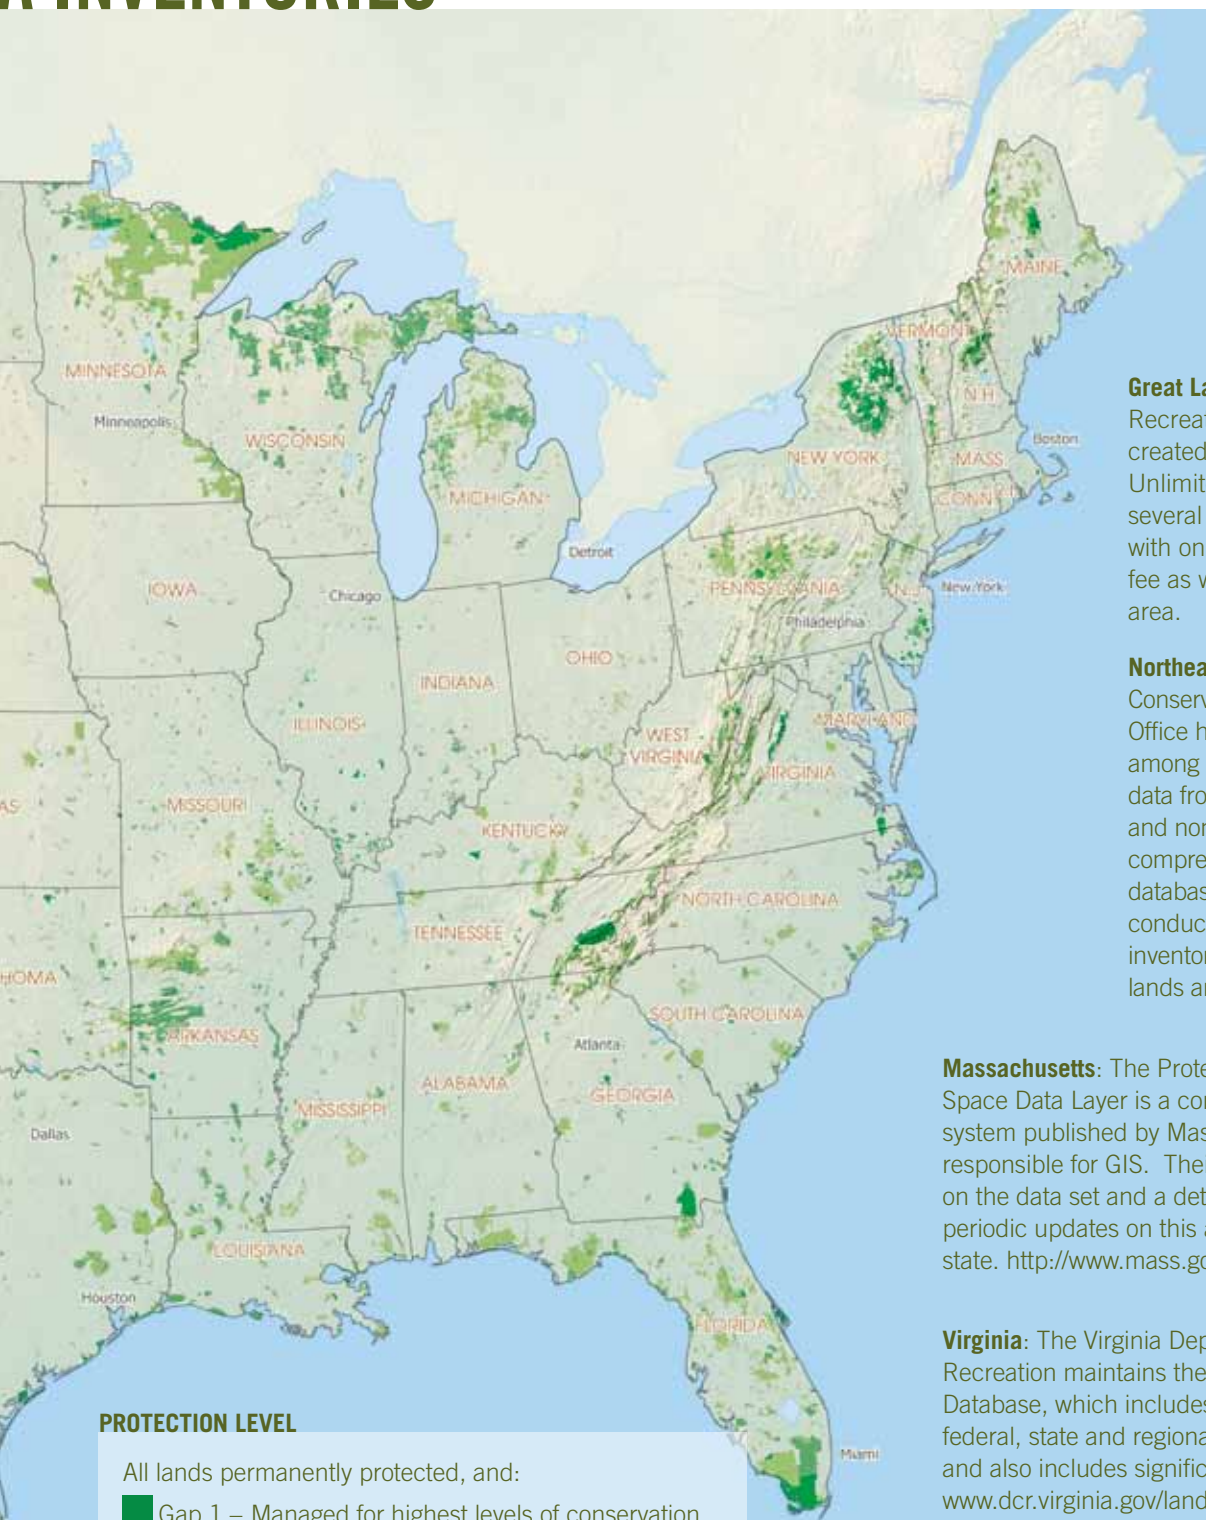 A INVENTORIES
MAINE
VERMONT
N.H.
MINNESOTA
Minneapolis
WISCONSIN
MICHIGAN
NEW YORK
Boston
MASS.
CONN.
Detroit
IOWA
Chicago
PENNSYLVANIA
N.J.
New York
Philadelphia
OHIO
INDIANA
ILLINOIS
WEST
VIRGINIA
MARYLAND
VIRGINIA
AS
MISSOURI
KENTUCKY
NORTH CAROLINA
TENNESSEE
HOMA
ARKANSAS
SOUTH CAROLINA
Atlanta
ALABAMA
GEORGIA
MISSISSIPPI
Dallas
LOUISIANA
Houston
FLORIDA
Miami
Great La
Recreat
created
Unlimit
several
with on
fee as w
area.
Northea
Conserv
Office h
among
data fro
and nor
compre
databas
conduc
inventor
lands a
Massachusetts: The Prote
Space Data Layer is a co
system published by Mas
responsible for GIS. The
on the data set and a det
periodic updates on this a
state. http://www.mass.go
Virginia: The Virginia Dep
Recreation maintains the
Database, which includes
federal, state and regiona
and also includes signific
www.dcr.virginia.gov/land
PROTECTION LEVEL
All lands permanently protected, and:
Gap 1 – Managed for highest levels of conservation